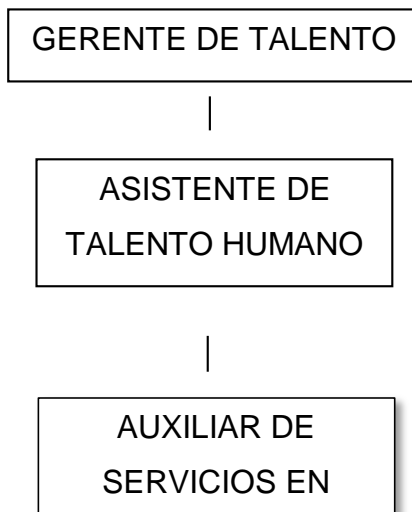 GERENTE DE TALENTO
ASISTENTE DE
TALENTO HUMANO
AUXILIAR DE
SERVICIOS EN